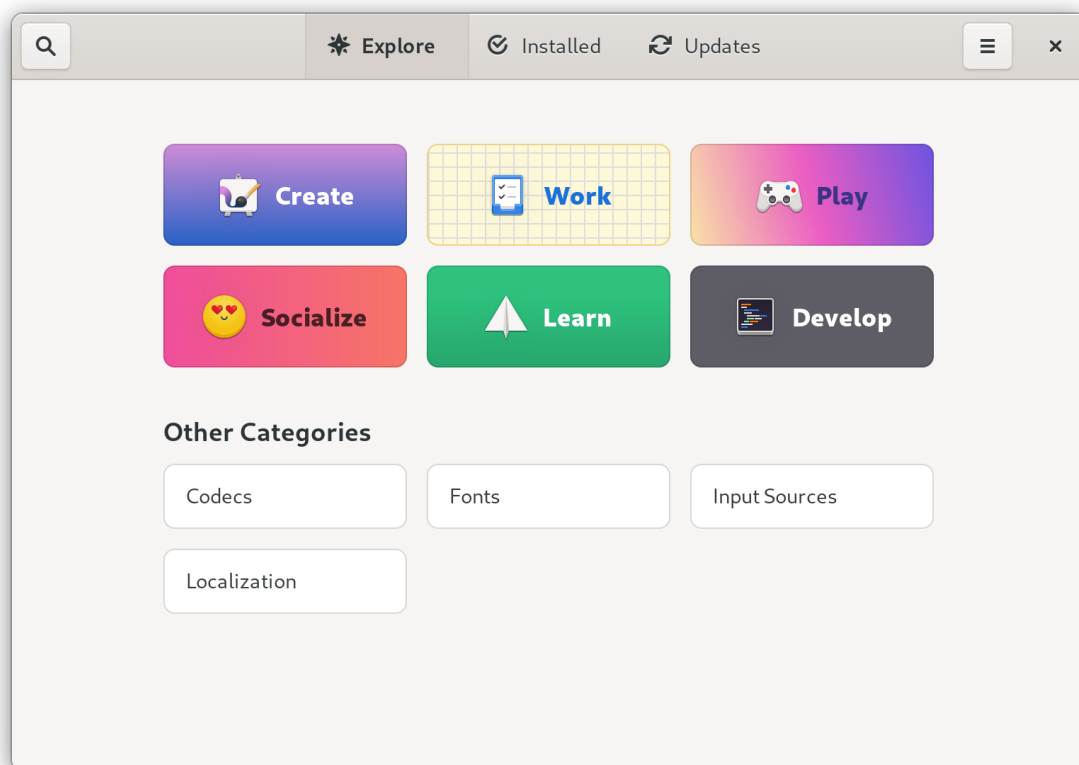 Explore Installed Updates
Create Work Play
Socialize Learn Develop
Other Categories
Codecs Fonts Input Sources
Localization